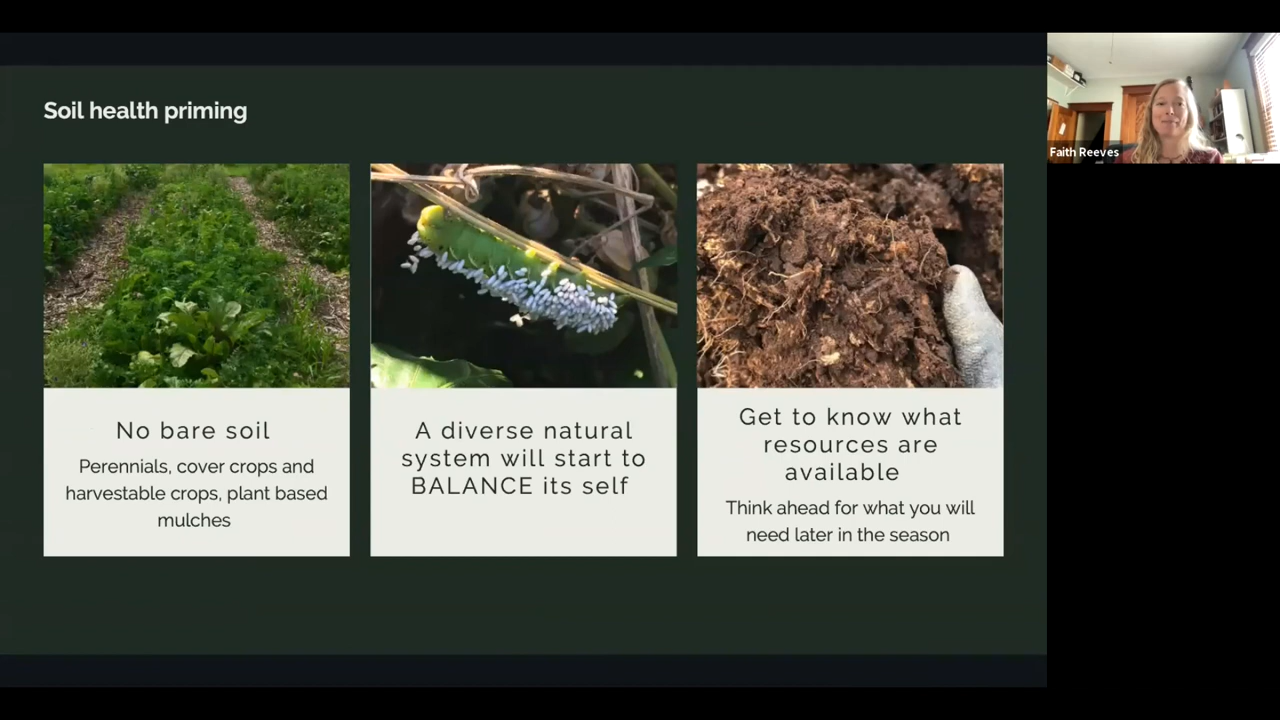 Soil health priming
Faith Reeves
No bare soil
Perennials, cover crops and
harvestable crops, plant based
mulches
A diverse natural
system will start to
BALANCE its self
Get to know what
resources are
available
Think ahead for what you will
need later in the season